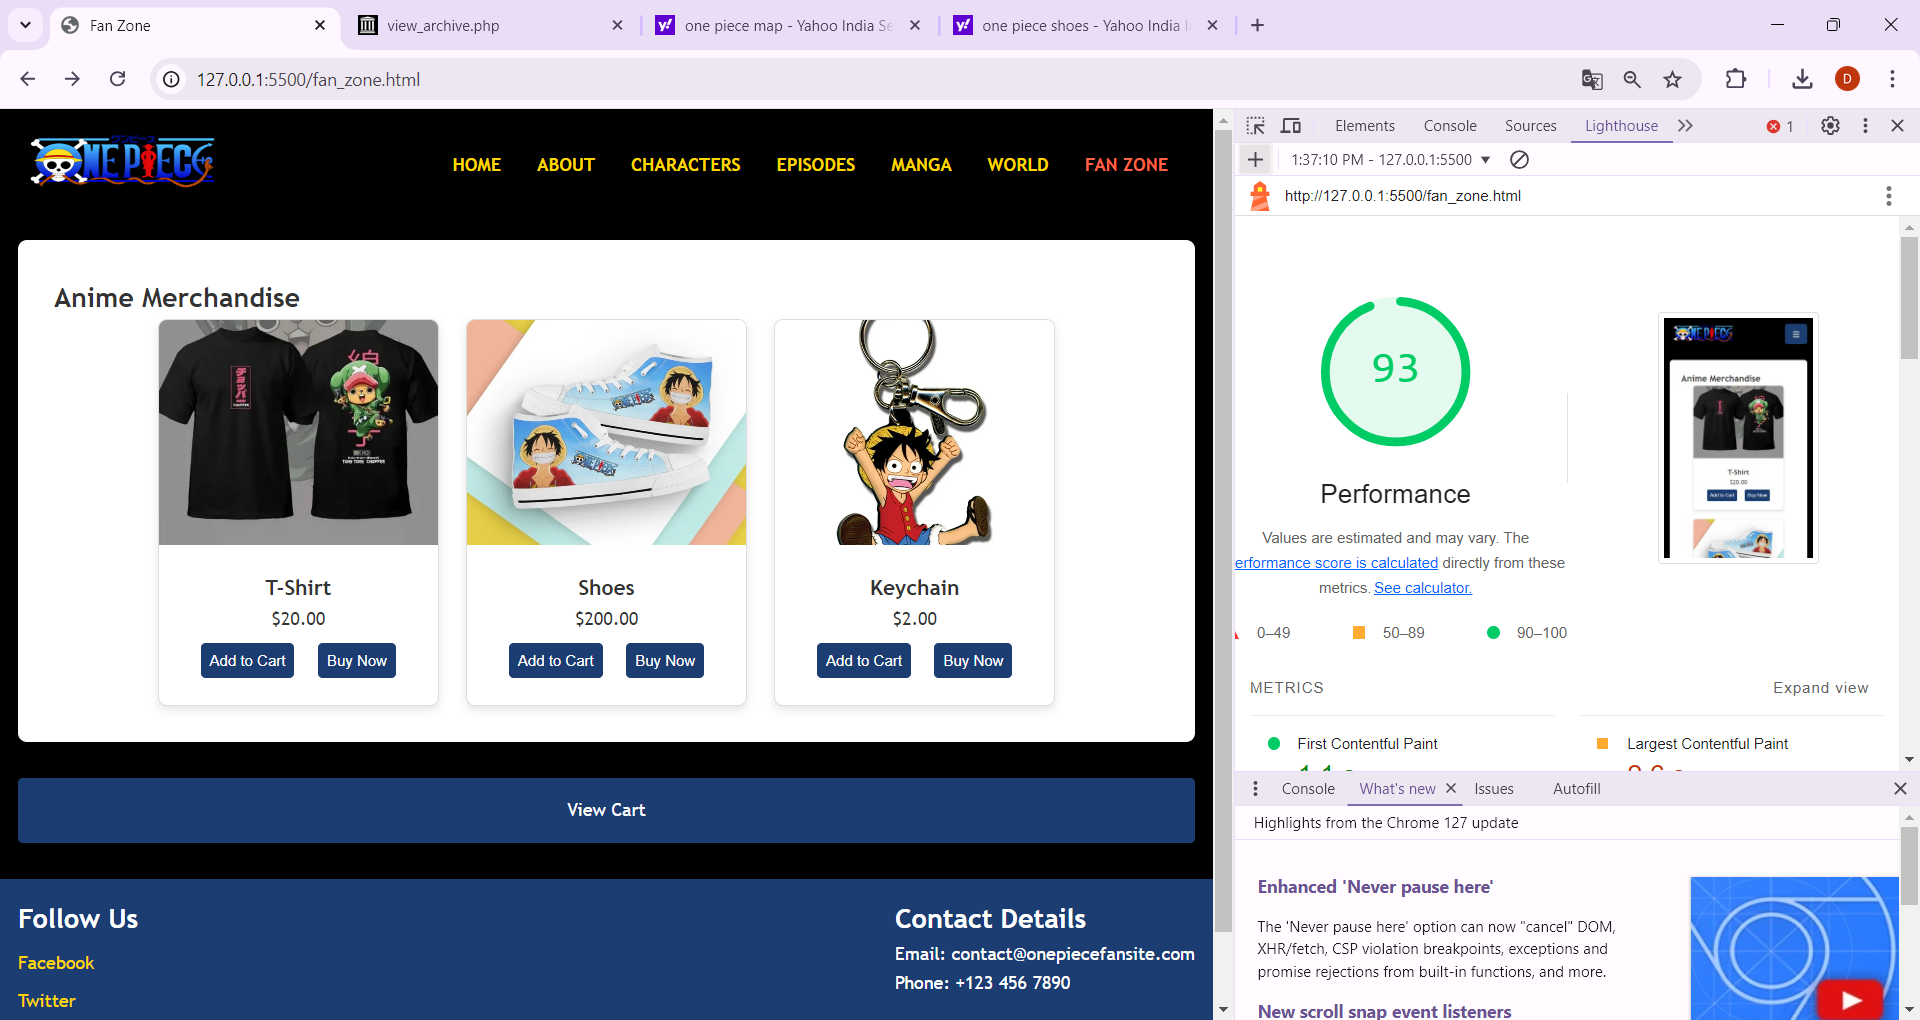 Fan Zone
view_archive.php
one piece map - Yahoo India Se
one piece shoes - Yahoo India I
127.0.0.1:5500/fan_zone.html
D
ONE PIECE
HOME
ABOUT
CHARACTERS
EPISODES
MANGA
WORLD
FAN ZONE
Anime Merchandise
T-Shirt
$20.00
Add to Cart
Buy Now
Shoes
$200.00
Add to Cart
Buy Now
Keychain
$2.00
Add to Cart
Buy Now
View Cart
Follow Us
Facebook
Twitter
Contact Details
Email: contact@onepiecefansite.com
Phone: +123 456 7890
Elements
Console
Sources
Lighthouse
1
1:37:10 PM - 127.0.0.1:5500
http://127.0.0.1:5500/fan_zone.html
93
Performance
Values are estimated and may vary. The
erformance score is calculated directly from these
metrics. See calculator.
0–49
50–89
90–100
ONE PIECE
Anime Merchandise
T-Shirt
$20.00
Add to Cart
Buy Now
METRICS
Expand view
First Contentful Paint
Largest Contentful Paint
Console
What's new
Issues
Autofill
Highlights from the Chrome 127 update
Enhanced 'Never pause here'
The 'Never pause here' option can now "cancel" DOM,
XHR/fetch, CSP violation breakpoints, exceptions and
promise rejections from built-in functions, and more.
New scroll snap event listeners